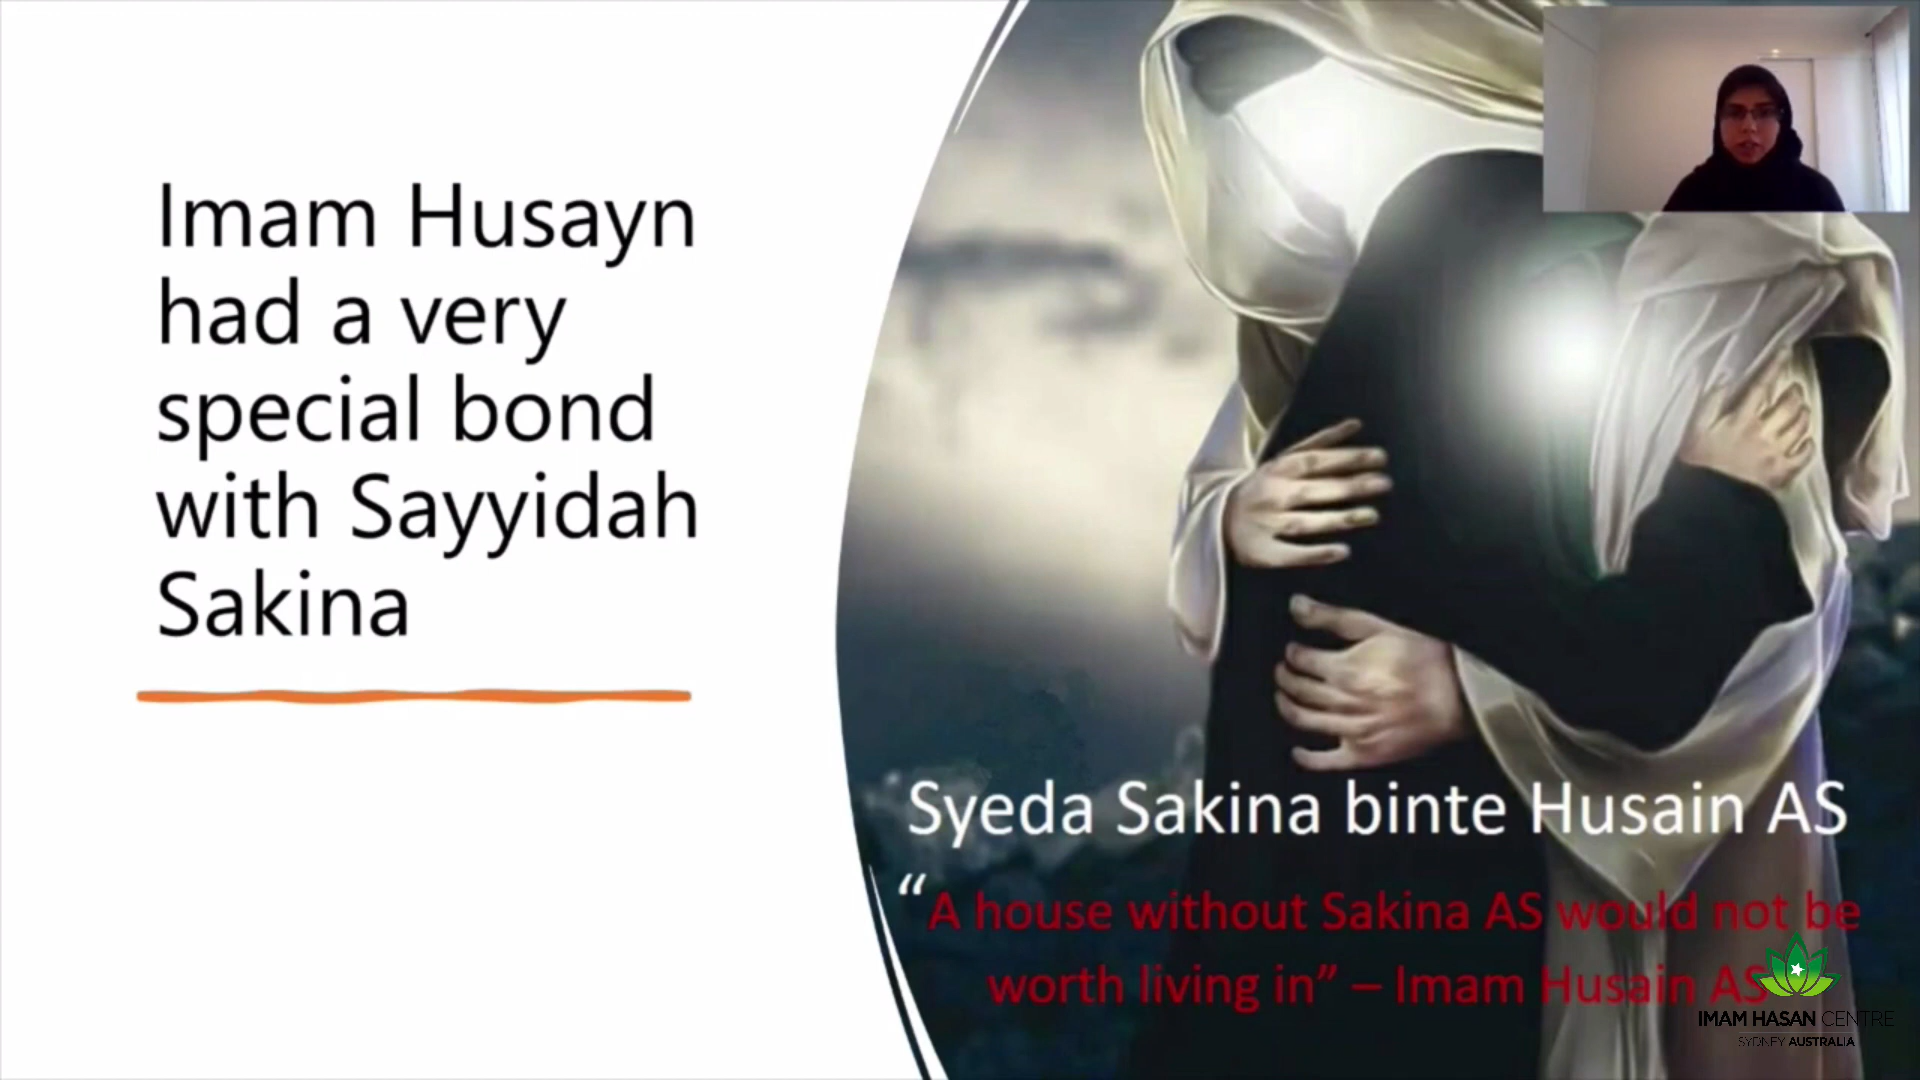 Imam Husayn
had a very
special bond
with Sayyidah
Sakina
Syeda Sakina binte Husain AS
“A house without Sakina AS would not be
worth living in” – Imam Husain AS
IMAM HASAN CENTRE
SYDNEY AUSTRALIA